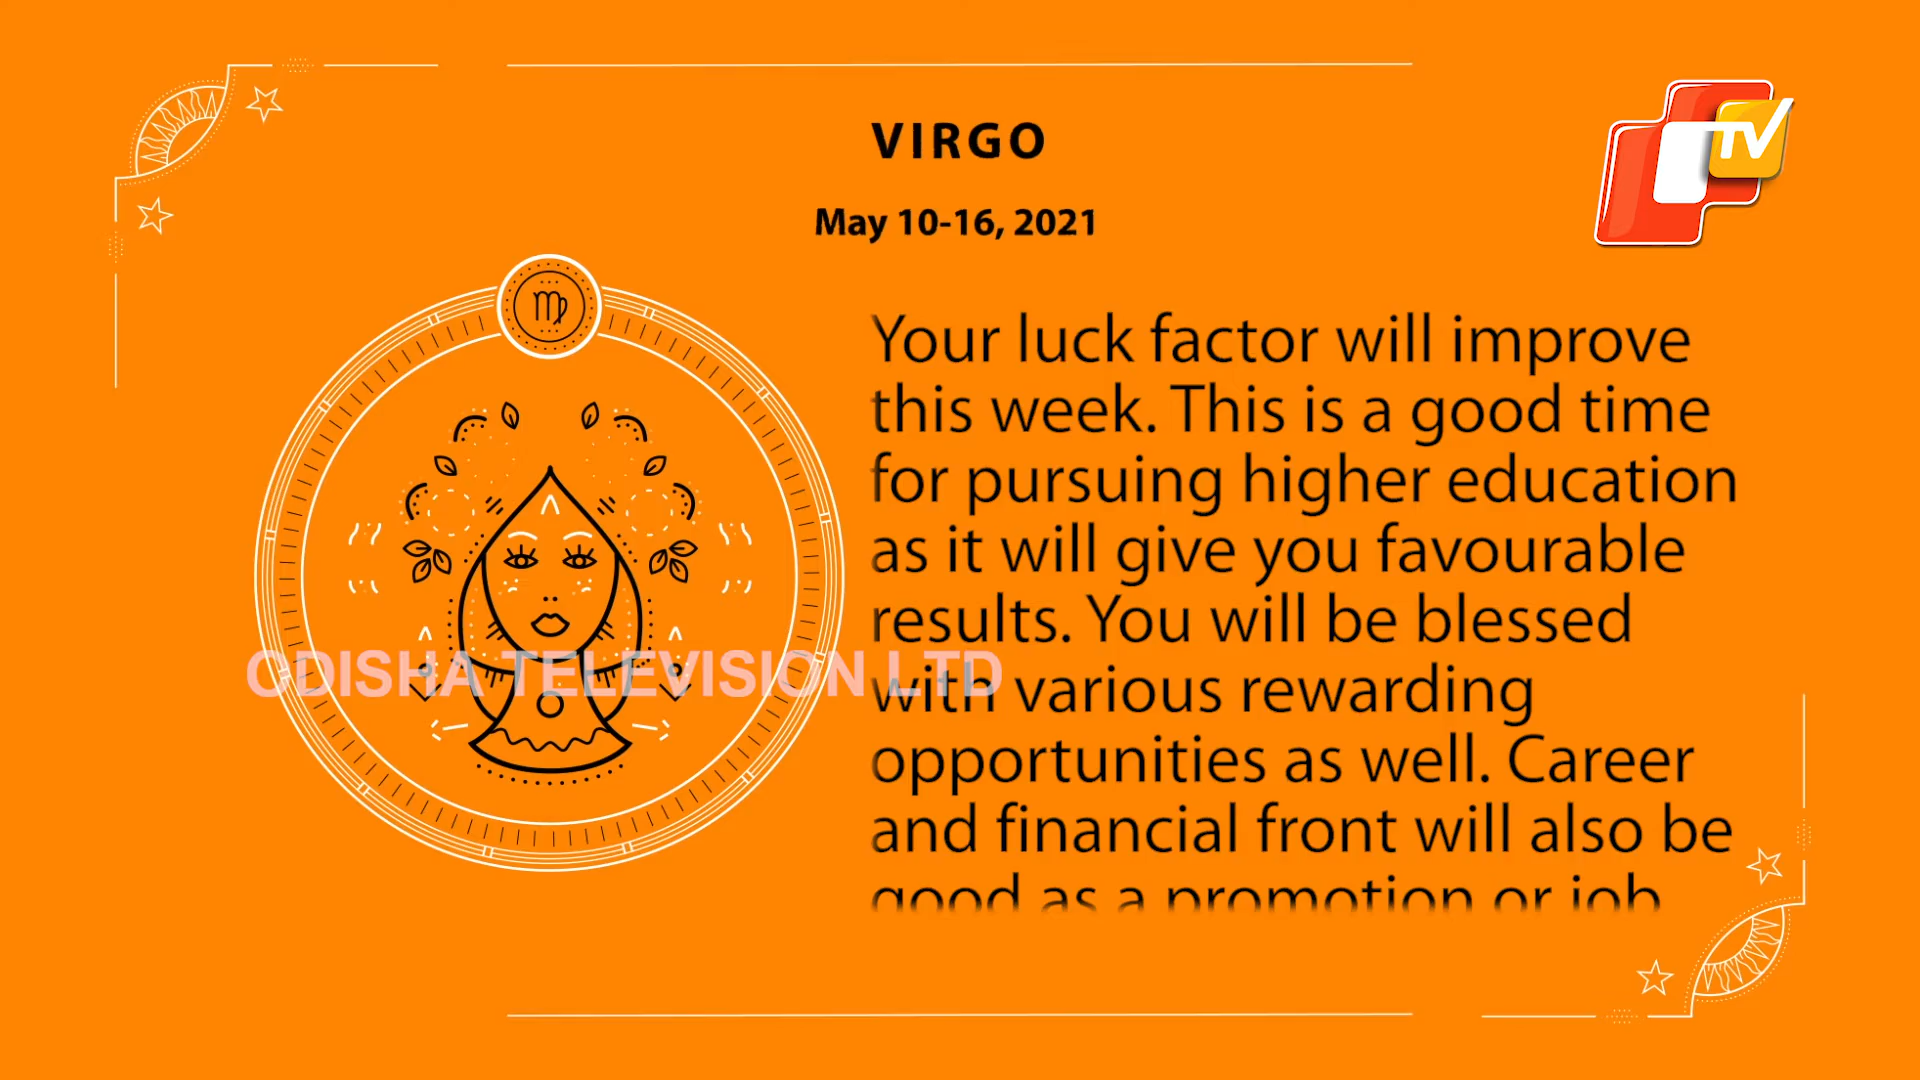 VIRGO
TV
May 10-16, 2021
Your luck factor will improve
this week. This is a good time
for pursuing higher education
as it will give you favourable
results. You will be blessed
ODISHA TELEVISION LTD
with various rewarding
opportunities as well. Career
and financial front will also be
good as a promotion or job